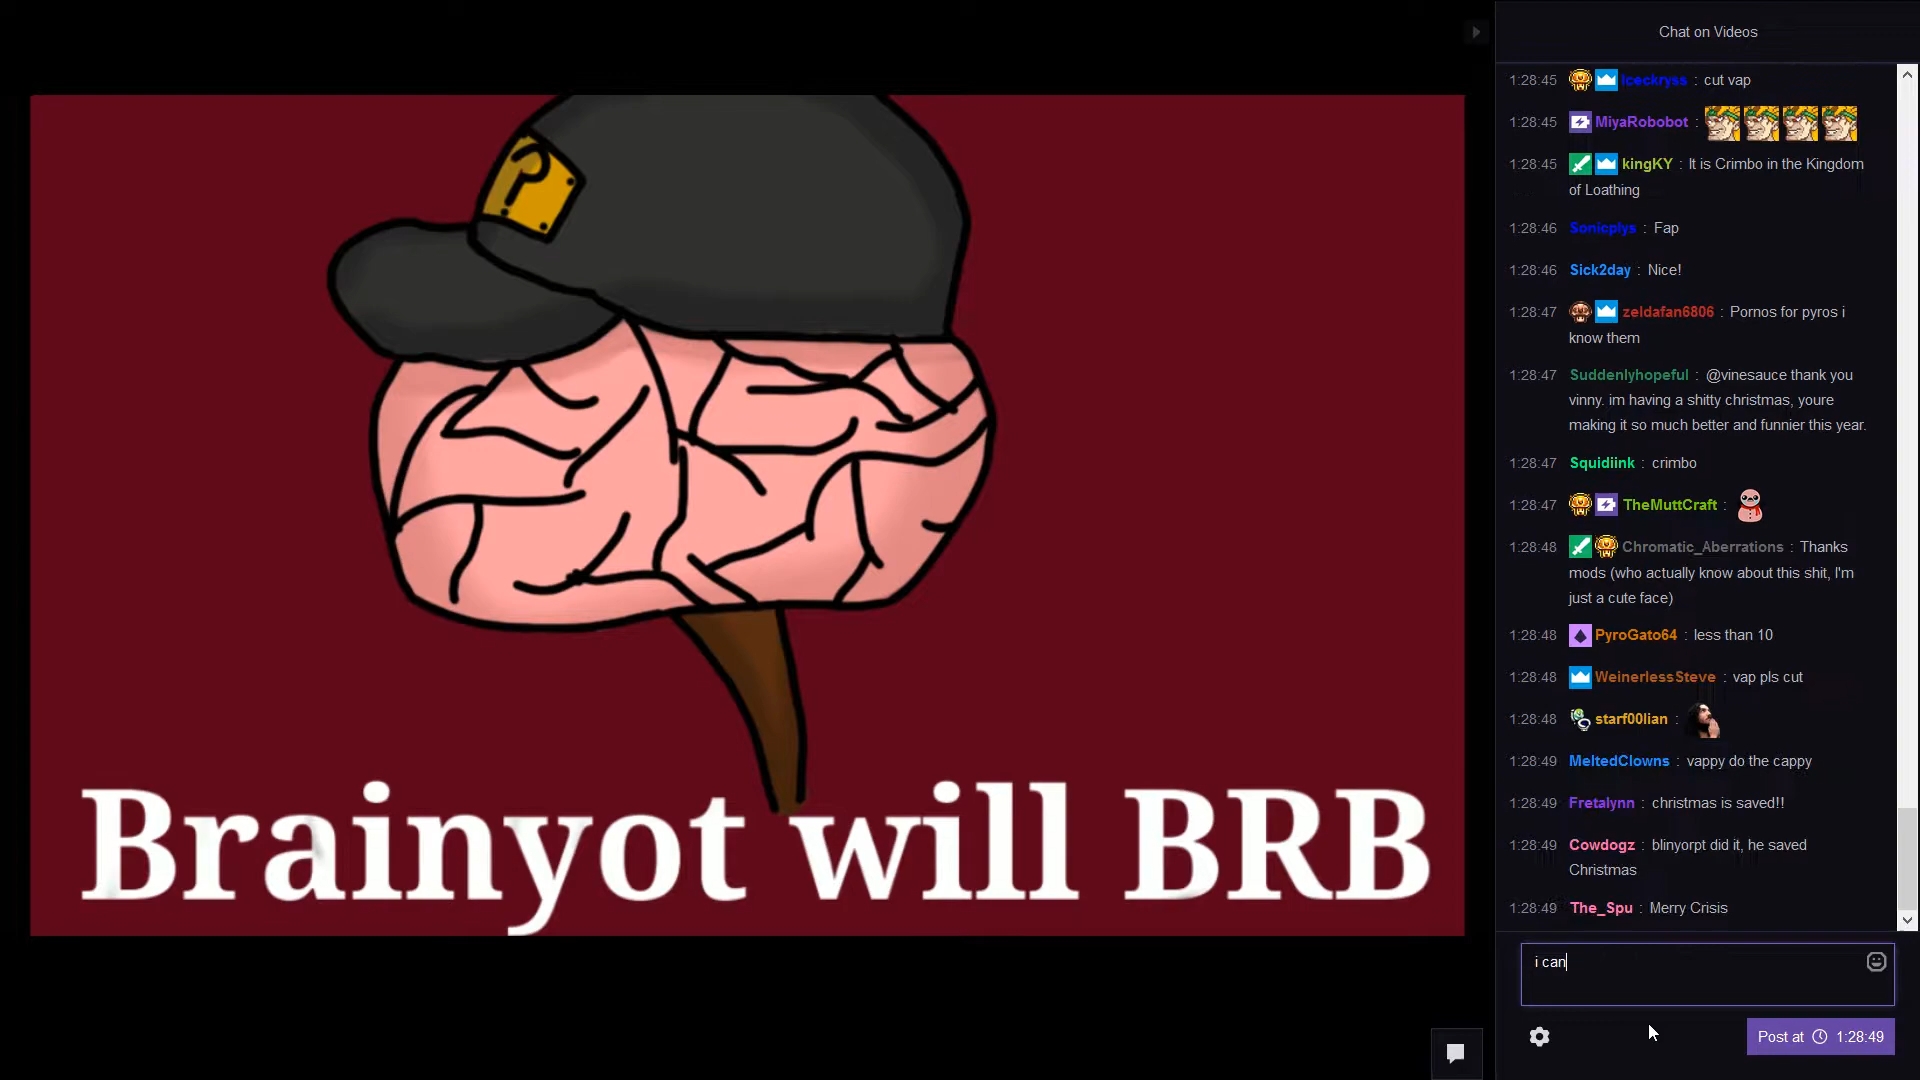 Chat on Videos
1:28:45 Iceckryss : cut vap
1:28:45 MiyaRobobot :
1:28:45 kingKY : It is Crimbo in the Kingdom
of Loathing
1:28:46 Sonicplys : Fap
1:28:46 Sick2day : Nice!
1:28:47 zeldafan6806 : Pornos for pyros i
know them
1:28:47 Suddenlyhopeful : @vinesauce thank you
vinny. im having a shitty christmas, youre
making it so much better and funnier this year.
1:28:47 Squidiink : crimbo
1:28:47 TheMuttCraft :
1:28:48 Chromatic_Aberrations : Thanks
mods (who actually know about this shit, I'm
just a cute face)
1:28:48 PyroGato64 : less than 10
1:28:48 WeinerlessSteve : vap pls cut
1:28:48 starf00lian :
1:28:49 MeltedClowns : vappy do the cappy
1:28:49 Fretalynn : christmas is saved!!
1:28:49 Cowdogz : blinyorpt did it, he saved
Christmas
1:28:49 The_Spu : Merry Crisis
i can
Post at 1:28:49
?
Brainyot will BRB